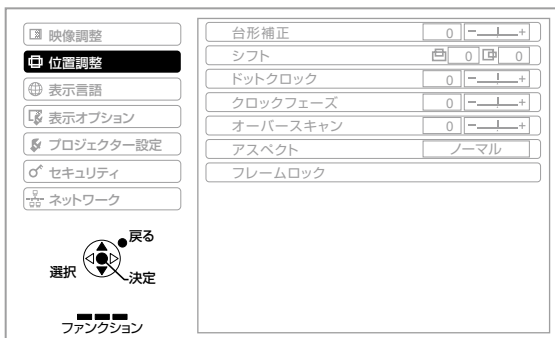 映像調整
位置調整
表示言語
表示オプション
プロジェクター設定
セキュリティ
ネットワーク
戻る
選択
決定
ファンクション
台形補正 0 - +
シフト 0 0
ドットクロック 0 - +
クロックフェーズ 0 - +
オーバースキャン 0 - +
アスペクト ノーマル
フレームロック